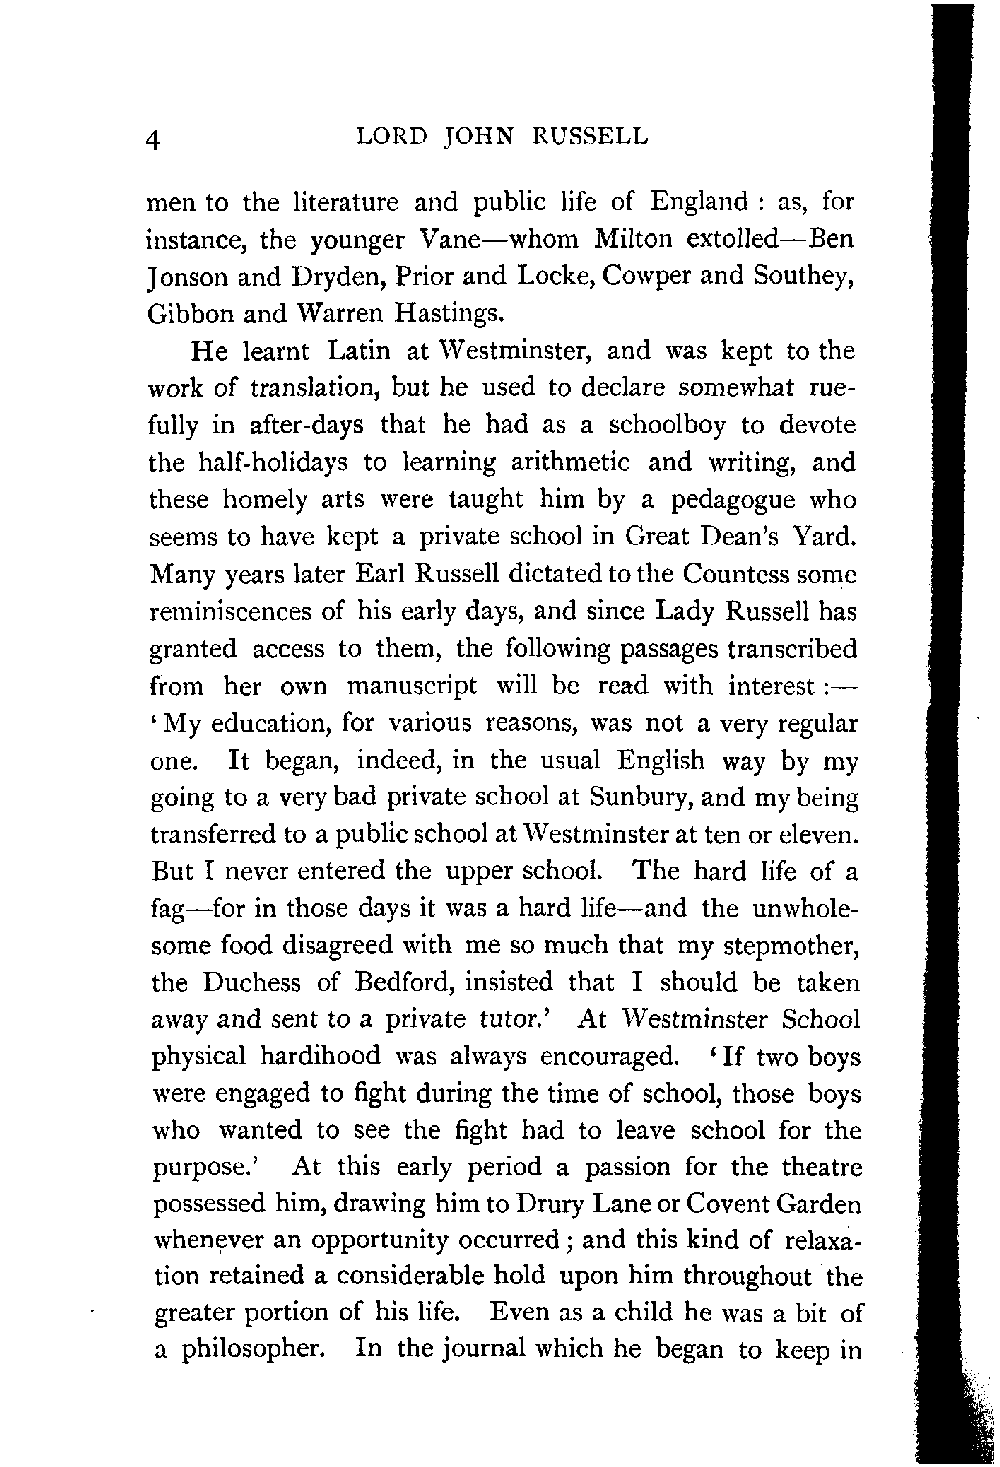 4 LORD JOHN RUSSELL
men to the literature and public life of England : as, for
instance, the younger Vane—whom Milton extolled—Ben
Jonson and Dryden, Prior and Locke, Cowper and Southey,
Gibbon and Warren Hastings.
He learnt Latin at Westminster, and was kept to the
work of translation, but he used to declare somewhat rue-
fully in after-days that he had as a schoolboy to devote
the half-holidays to learning arithmetic and writing, and
these homely arts were taught him by a pedagogue who
seems to have kept a private school in Great Dean's Yard.
Many years later Earl Russell dictated to the Countess some
reminiscences of his early days, and since Lady Russell has
granted access to them, the following passages transcribed
from her own manuscript will be read with interest :—
‘ My education, for various reasons, was not a very regular
one. It began, indeed, in the usual English way by my
going to a very bad private school at Sunbury, and my being
transferred to a public school at Westminster at ten or eleven.
But I never entered the upper school. The hard life of a
fag—for in those days it was a hard life—and the unwhole-
some food disagreed with me so much that my stepmother,
the Duchess of Bedford, insisted that I should be taken
away and sent to a private tutor.’ At Westminster School
physical hardihood was always encouraged. ‘ If two boys
were engaged to fight during the time of school, those boys
who wanted to see the fight had to leave school for the
purpose.’ At this early period a passion for the theatre
possessed him, drawing him to Drury Lane or Covent Garden
whenever an opportunity occurred ; and this kind of relaxa-
tion retained a considerable hold upon him throughout the
greater portion of his life. Even as a child he was a bit of
a philosopher. In the journal which he began to keep in